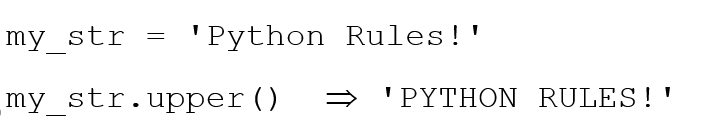 my_str = 'Python Rules!'
my_str.upper() ⇒ 'PYTHON RULES!'